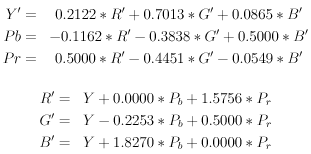 Y′ = 0.2122 ∗ R′ + 0.7013 ∗ G′ + 0.0865 ∗ B′
Pb = −0.1162 ∗ R′ − 0.3838 ∗ G′ + 0.5000 ∗ B′
Pr = 0.5000 ∗ R′ − 0.4451 ∗ G′ − 0.0549 ∗ B′
R′ = Y + 0.0000 ∗ P_b + 1.5756 ∗ P_r
G′ = Y − 0.2253 ∗ P_b + 0.5000 ∗ P_r
B′ = Y + 1.8270 ∗ P_b + 0.0000 ∗ P_r